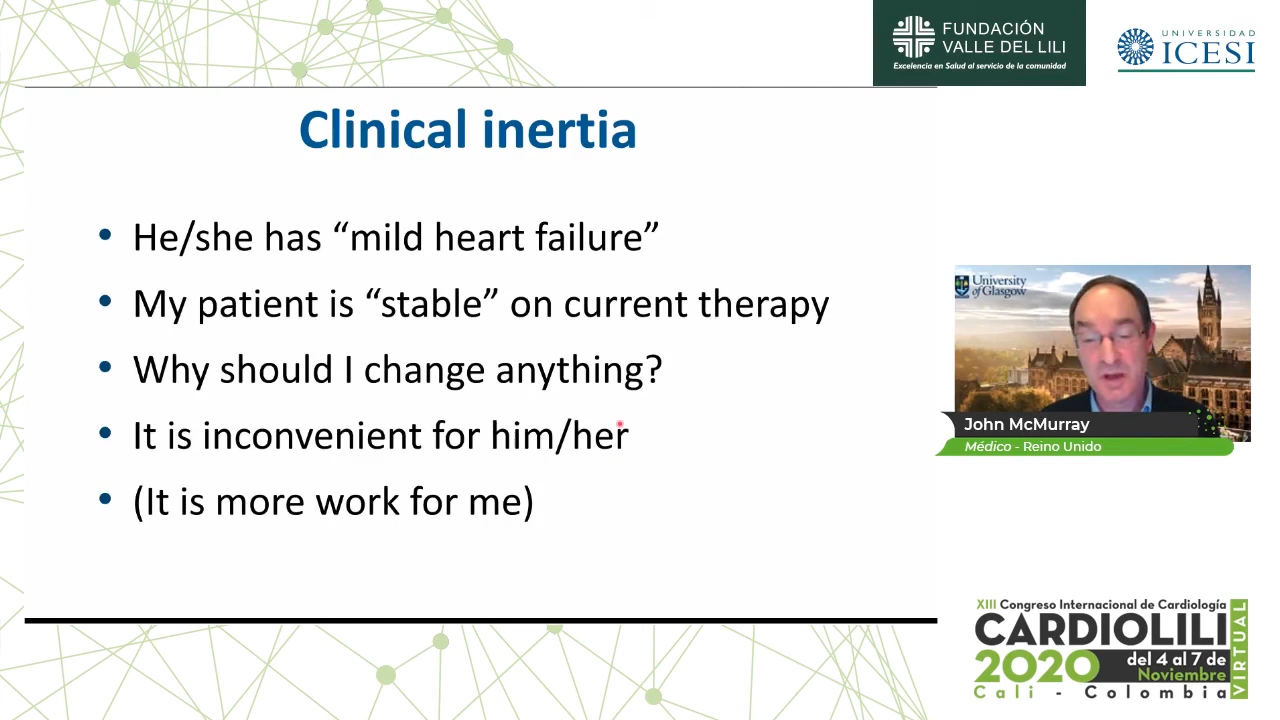 FUNDACIÓN
VALLE DEL LILI
Excelencia en Salud al servicio de la comunidad
UNIVERSIDAD
ICESI
Clinical inertia
• He/she has “mild heart failure”
• My patient is “stable” on current therapy
• Why should I change anything?
• It is inconvenient for him/her
• (It is more work for me)
University
of Glasgow
John McMurray
Médico - Reino Unido
XIII Congreso Internacional de Cardiología
CARDIOLILI
2020 del 4 al 7 de
Noviembre
Cali - Colombia
VIRTUAL